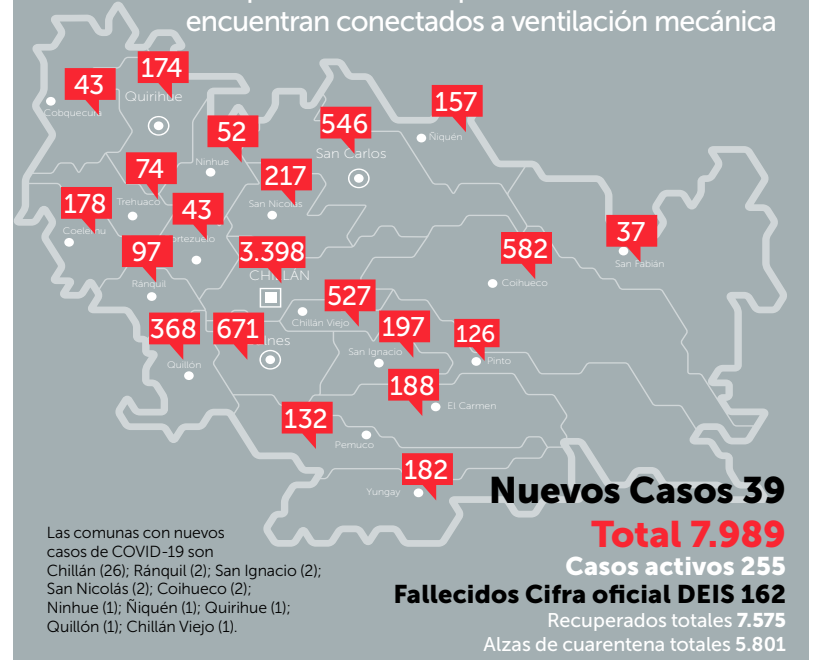 encuentran conectados a ventilación mecánica
174
43
Quirihue
Cobquecura
157
Ñiquén
546
San Carlos
52
Ninhue
74
Trehuaco
217
San Nicolás
178
43
37
San Fabián
97
Ránquil
3.398
CHILLÁN
582
Coihueco
527
Chillán Viejo
368
671
197
126
Quillón
San Ignacio
Pinto
188
El Carmen
132
Pemuco
182
Yungay
Nuevos Casos 39
Total 7.989
Casos activos 255
Fallecidos Cifra oficial DEIS 162
Recuperados totales 7.575
Alzas de cuarentena totales 5.801
Las comunas con nuevos
casos de COVID-19 son
Chillán (26); Ránquil (2); San Ignacio (2);
San Nicolás (2); Coihueco (2);
Ninhue (1); Ñiquén (1); Quirihue (1);
Quillón (1); Chillán Viejo (1).